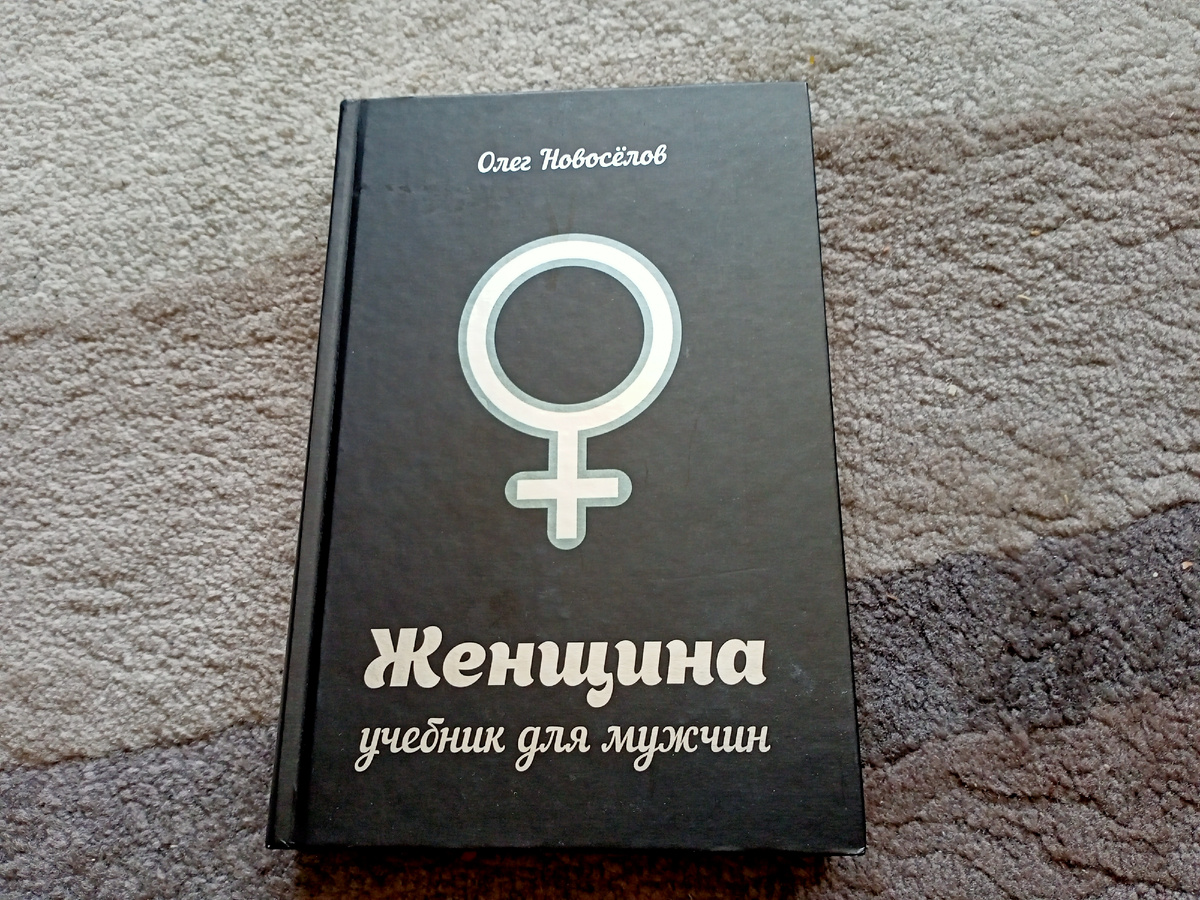 Олег Новосёлов
Женщина
учебник для мужчин